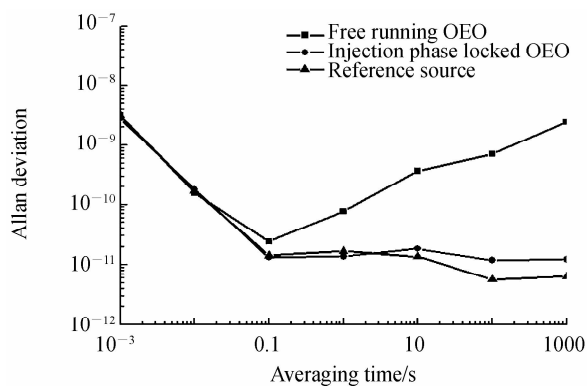 10⁻⁷
Free running OEO
Injection phase locked OEO
Reference source
10⁻⁸
10⁻⁹
10⁻¹⁰
10⁻¹¹
10⁻¹²
Allan deviation
10⁻³
0.1
10
1000
Averaging time/s